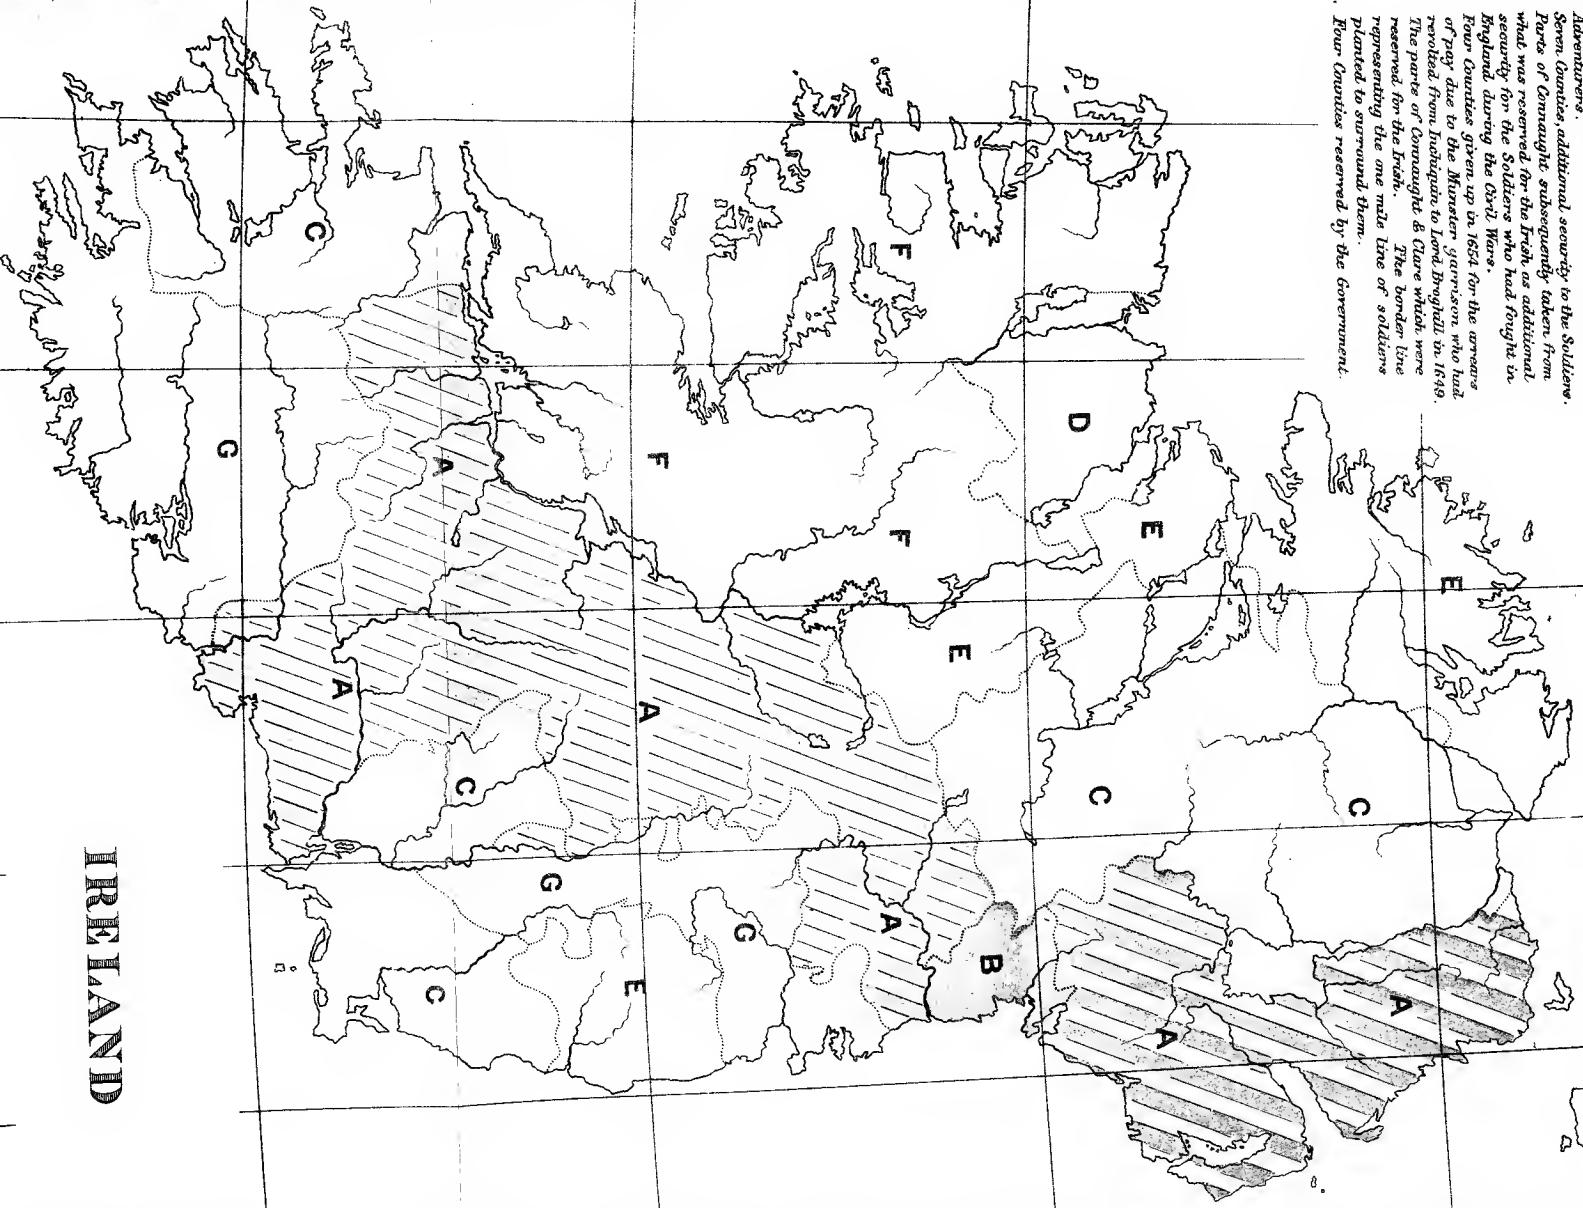 Adventurers.
Seven Counties, additional security to the Soldiers.
Parts of Connaught subsequently taken from
what was reserved for the Irish as additional
security for the Soldiers who had fought in
England during the Civil Wars.
Four Counties given up in 1654 for the arrears
of pay due to the Munster garrison who had
revolted from Inchiquin to Lord Broghill in 1649.
The parts of Connaught & Clare which were
reserved for the Irish. The border line
representing the one mile line of soldiers
planted to surround them.
Four Counties reserved by the Government.
E
A
C
A
E
C
D
B
F
F
E
A
G
F
A
E
G
A
C
C
A
C
G
IRELAND